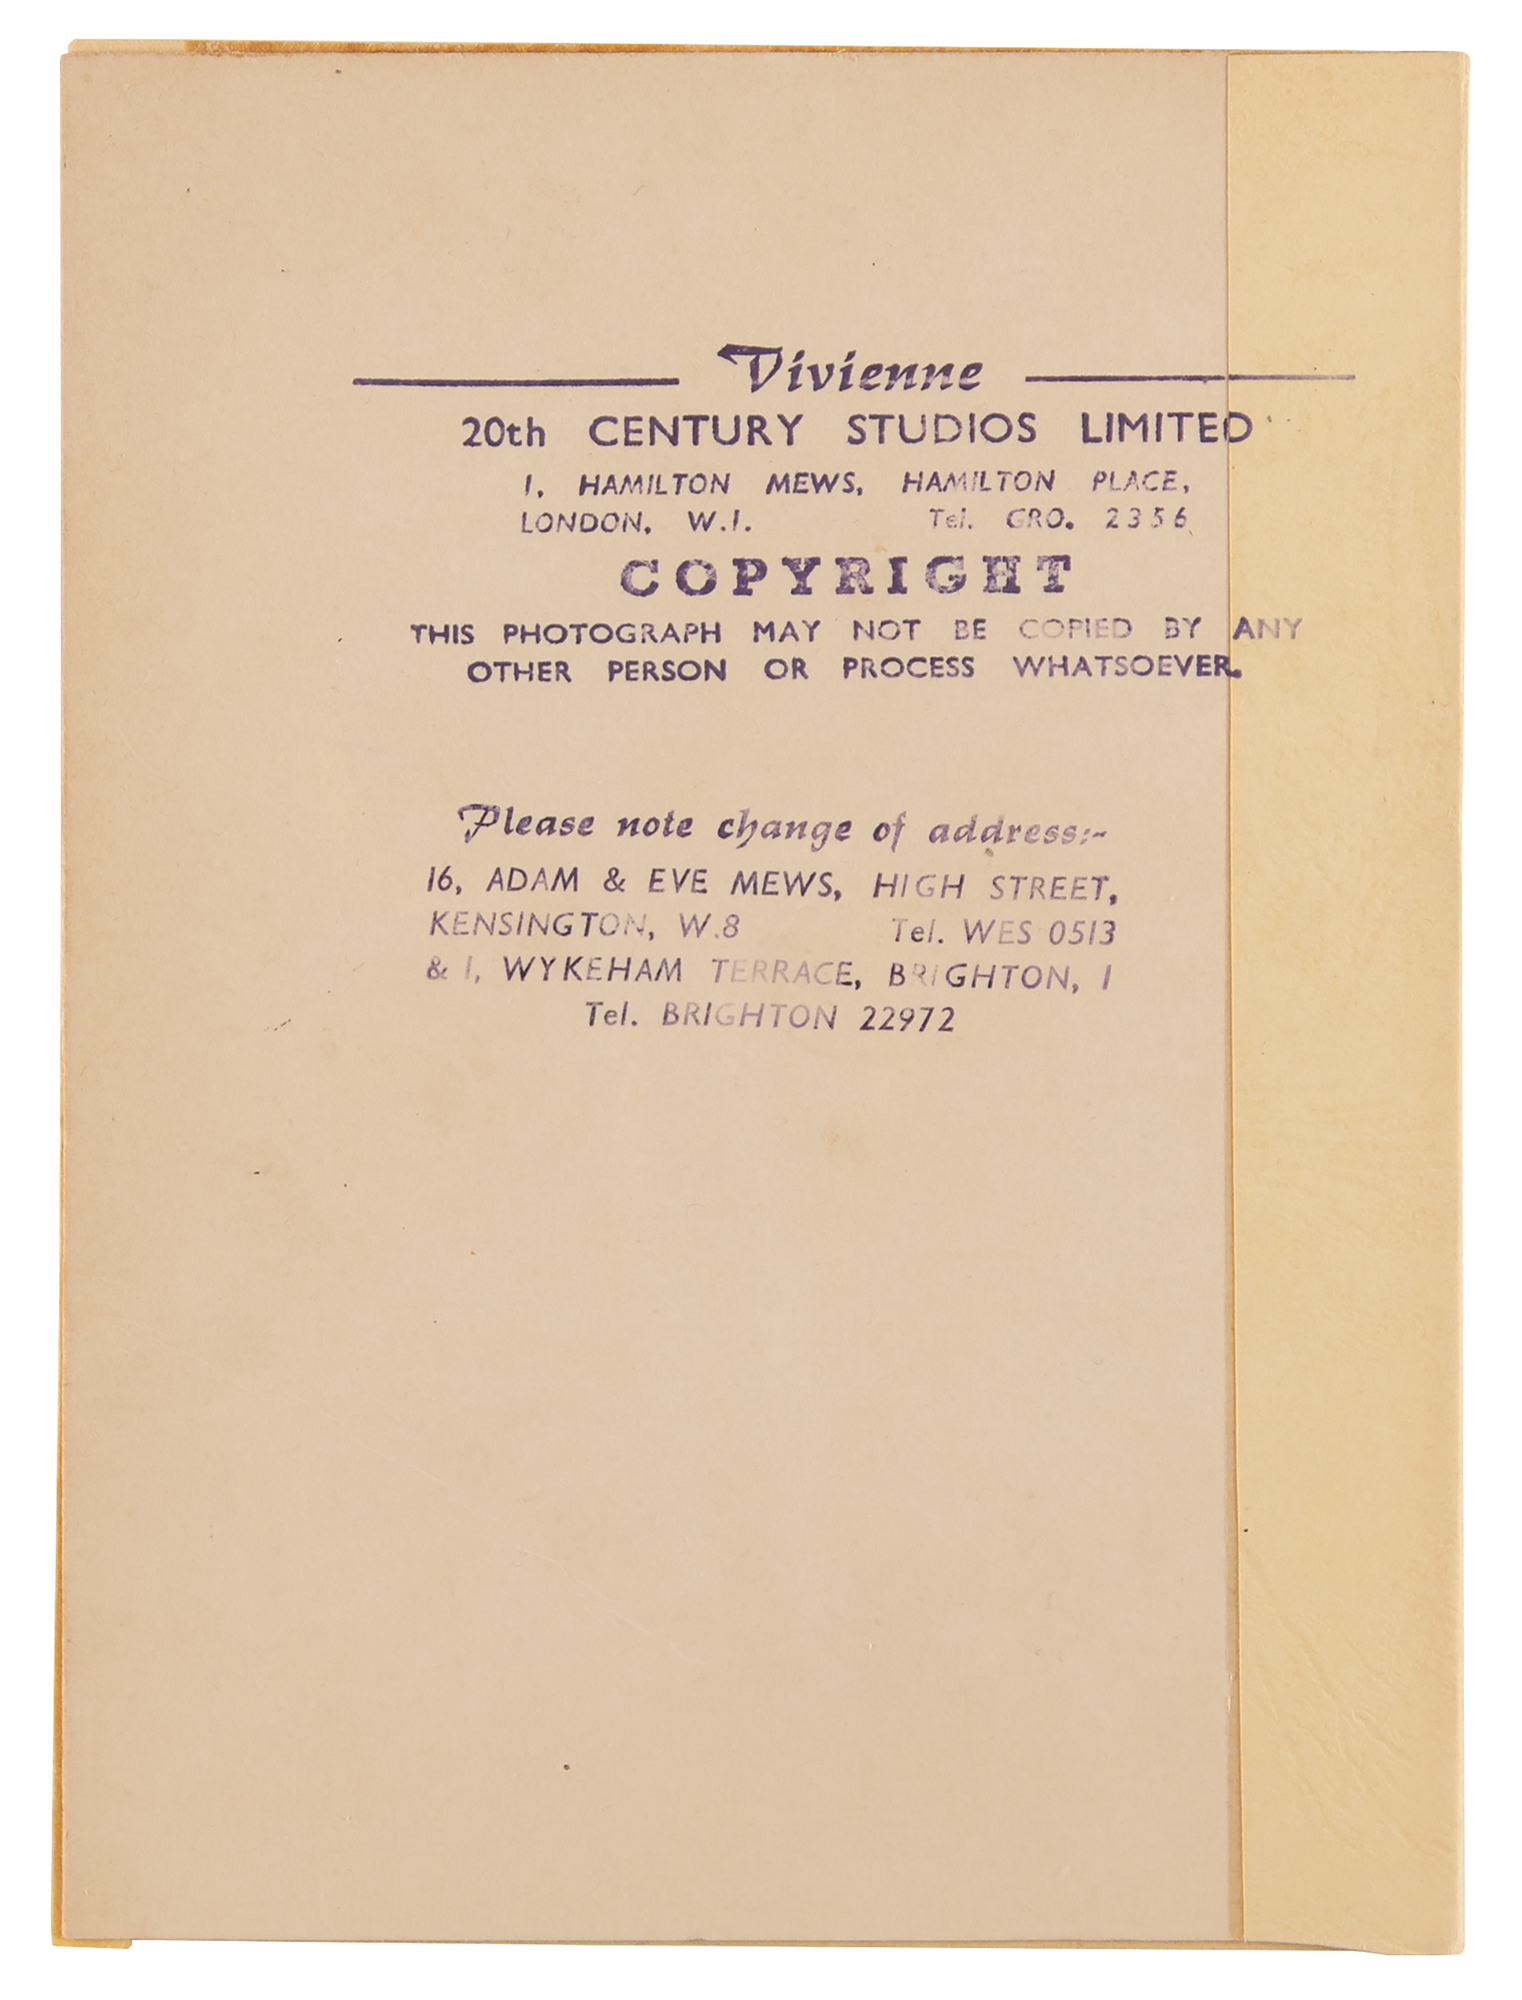 Vivienne
20th CENTURY STUDIOS LIMITED
1, HAMILTON MEWS, HAMILTON PLACE,
LONDON, W.1. Tel. GRO. 2356
COPYRIGHT
THIS PHOTOGRAPH MAY NOT BE COPIED BY ANY
OTHER PERSON OR PROCESS WHATSOEVER.
Please note change of address:-
16, ADAM & EVE MEWS, HIGH STREET,
KENSINGTON, W.8 Tel. WES 0513
& 1, WYKEHAM TERRACE, BRIGHTON, 1
Tel. BRIGHTON 22972